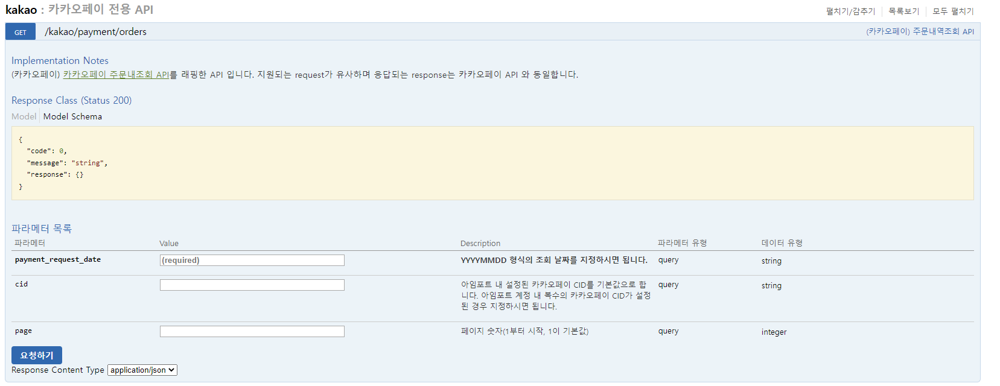 kakao : 카카오페이 전용 API
펼치기/감추기 목록보기 모두 펼치기
GET /kakao/payment/orders (카카오페이) 주문내역조회 API
Implementation Notes
(카카오페이) 카카오페이 주문내조회 API를 래핑한 API 입니다. 지원되는 request가 유사하며 응답되는 response는 카카오페이 API 와 동일합니다.
Response Class (Status 200)
Model Model Schema
{
"code": 0,
"message": "string",
"response": {}
}
파라메터 목록
파라메터 Value Description 파라메터 유형 데이터 유형
payment_request_date (required) YYYYMMDD 형식의 조회 날짜를 지정하시면 됩니다. query string
cid 아임포트 내 설정된 카카오페이 CID를 기본값으로 합 query string
니다. 아임포트 계정 내 복수의 카카오페이 CID가 설정
된 경우 지정하시면 됩니다.
page 페이지 숫자(1부터 시작, 1이 기본값) query integer
요청하기
Response Content Type application/json